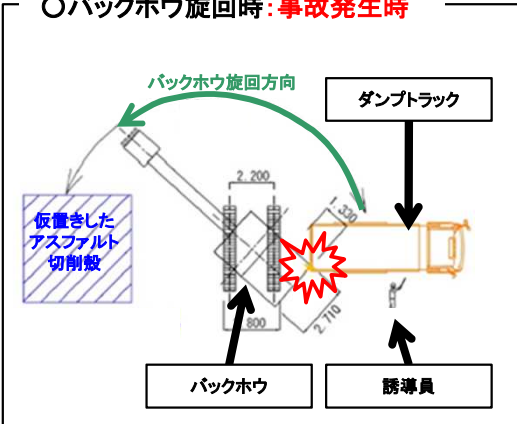 〇バックホウ旋回時:事故発生時
バックホウ旋回方向
ダンプトラック
2.200
1.330
仮置きした
アスファルト
切削殻
2.710
800
バックホウ
誘導員